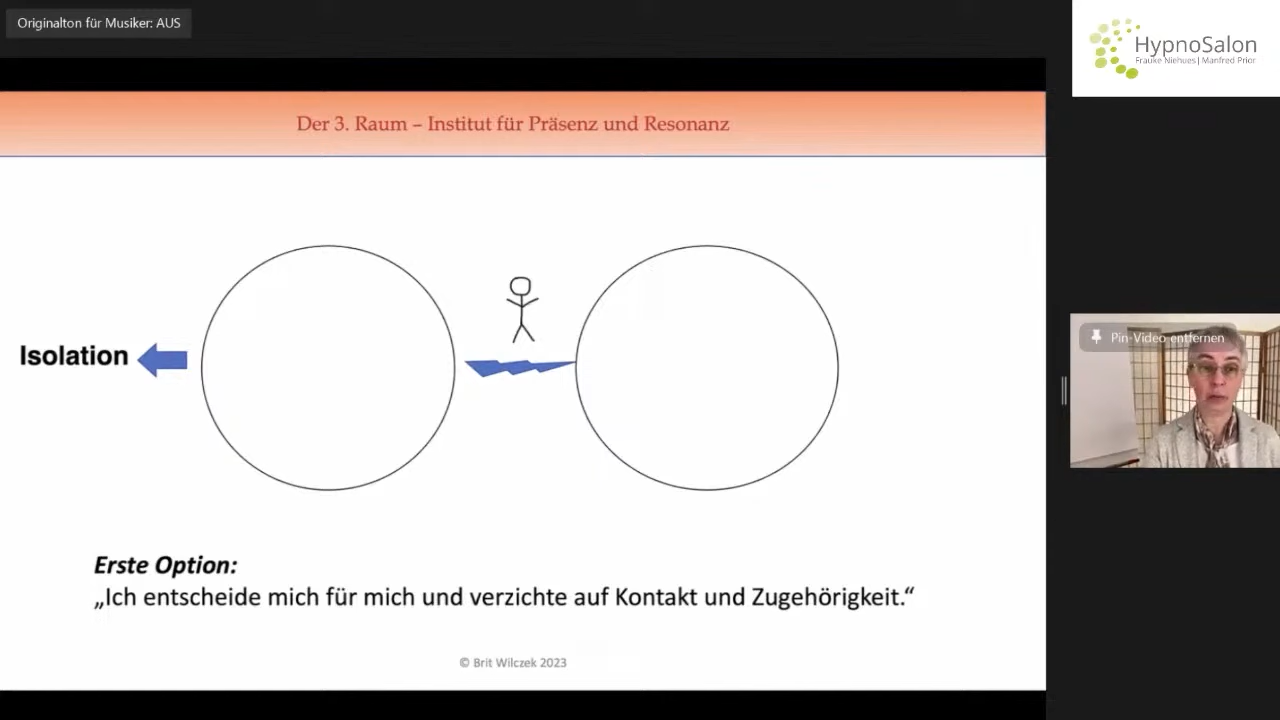 Originalton für Musiker: AUS
HypnoSalon
Frauke Niehues | Manfred Prior
Der 3. Raum – Institut für Präsenz und Resonanz
Isolation
Pin-Video entfernen
Erste Option:
„Ich entscheide mich für mich und verzichte auf Kontakt und Zugehörigkeit.“
© Brit Wilczek 2023